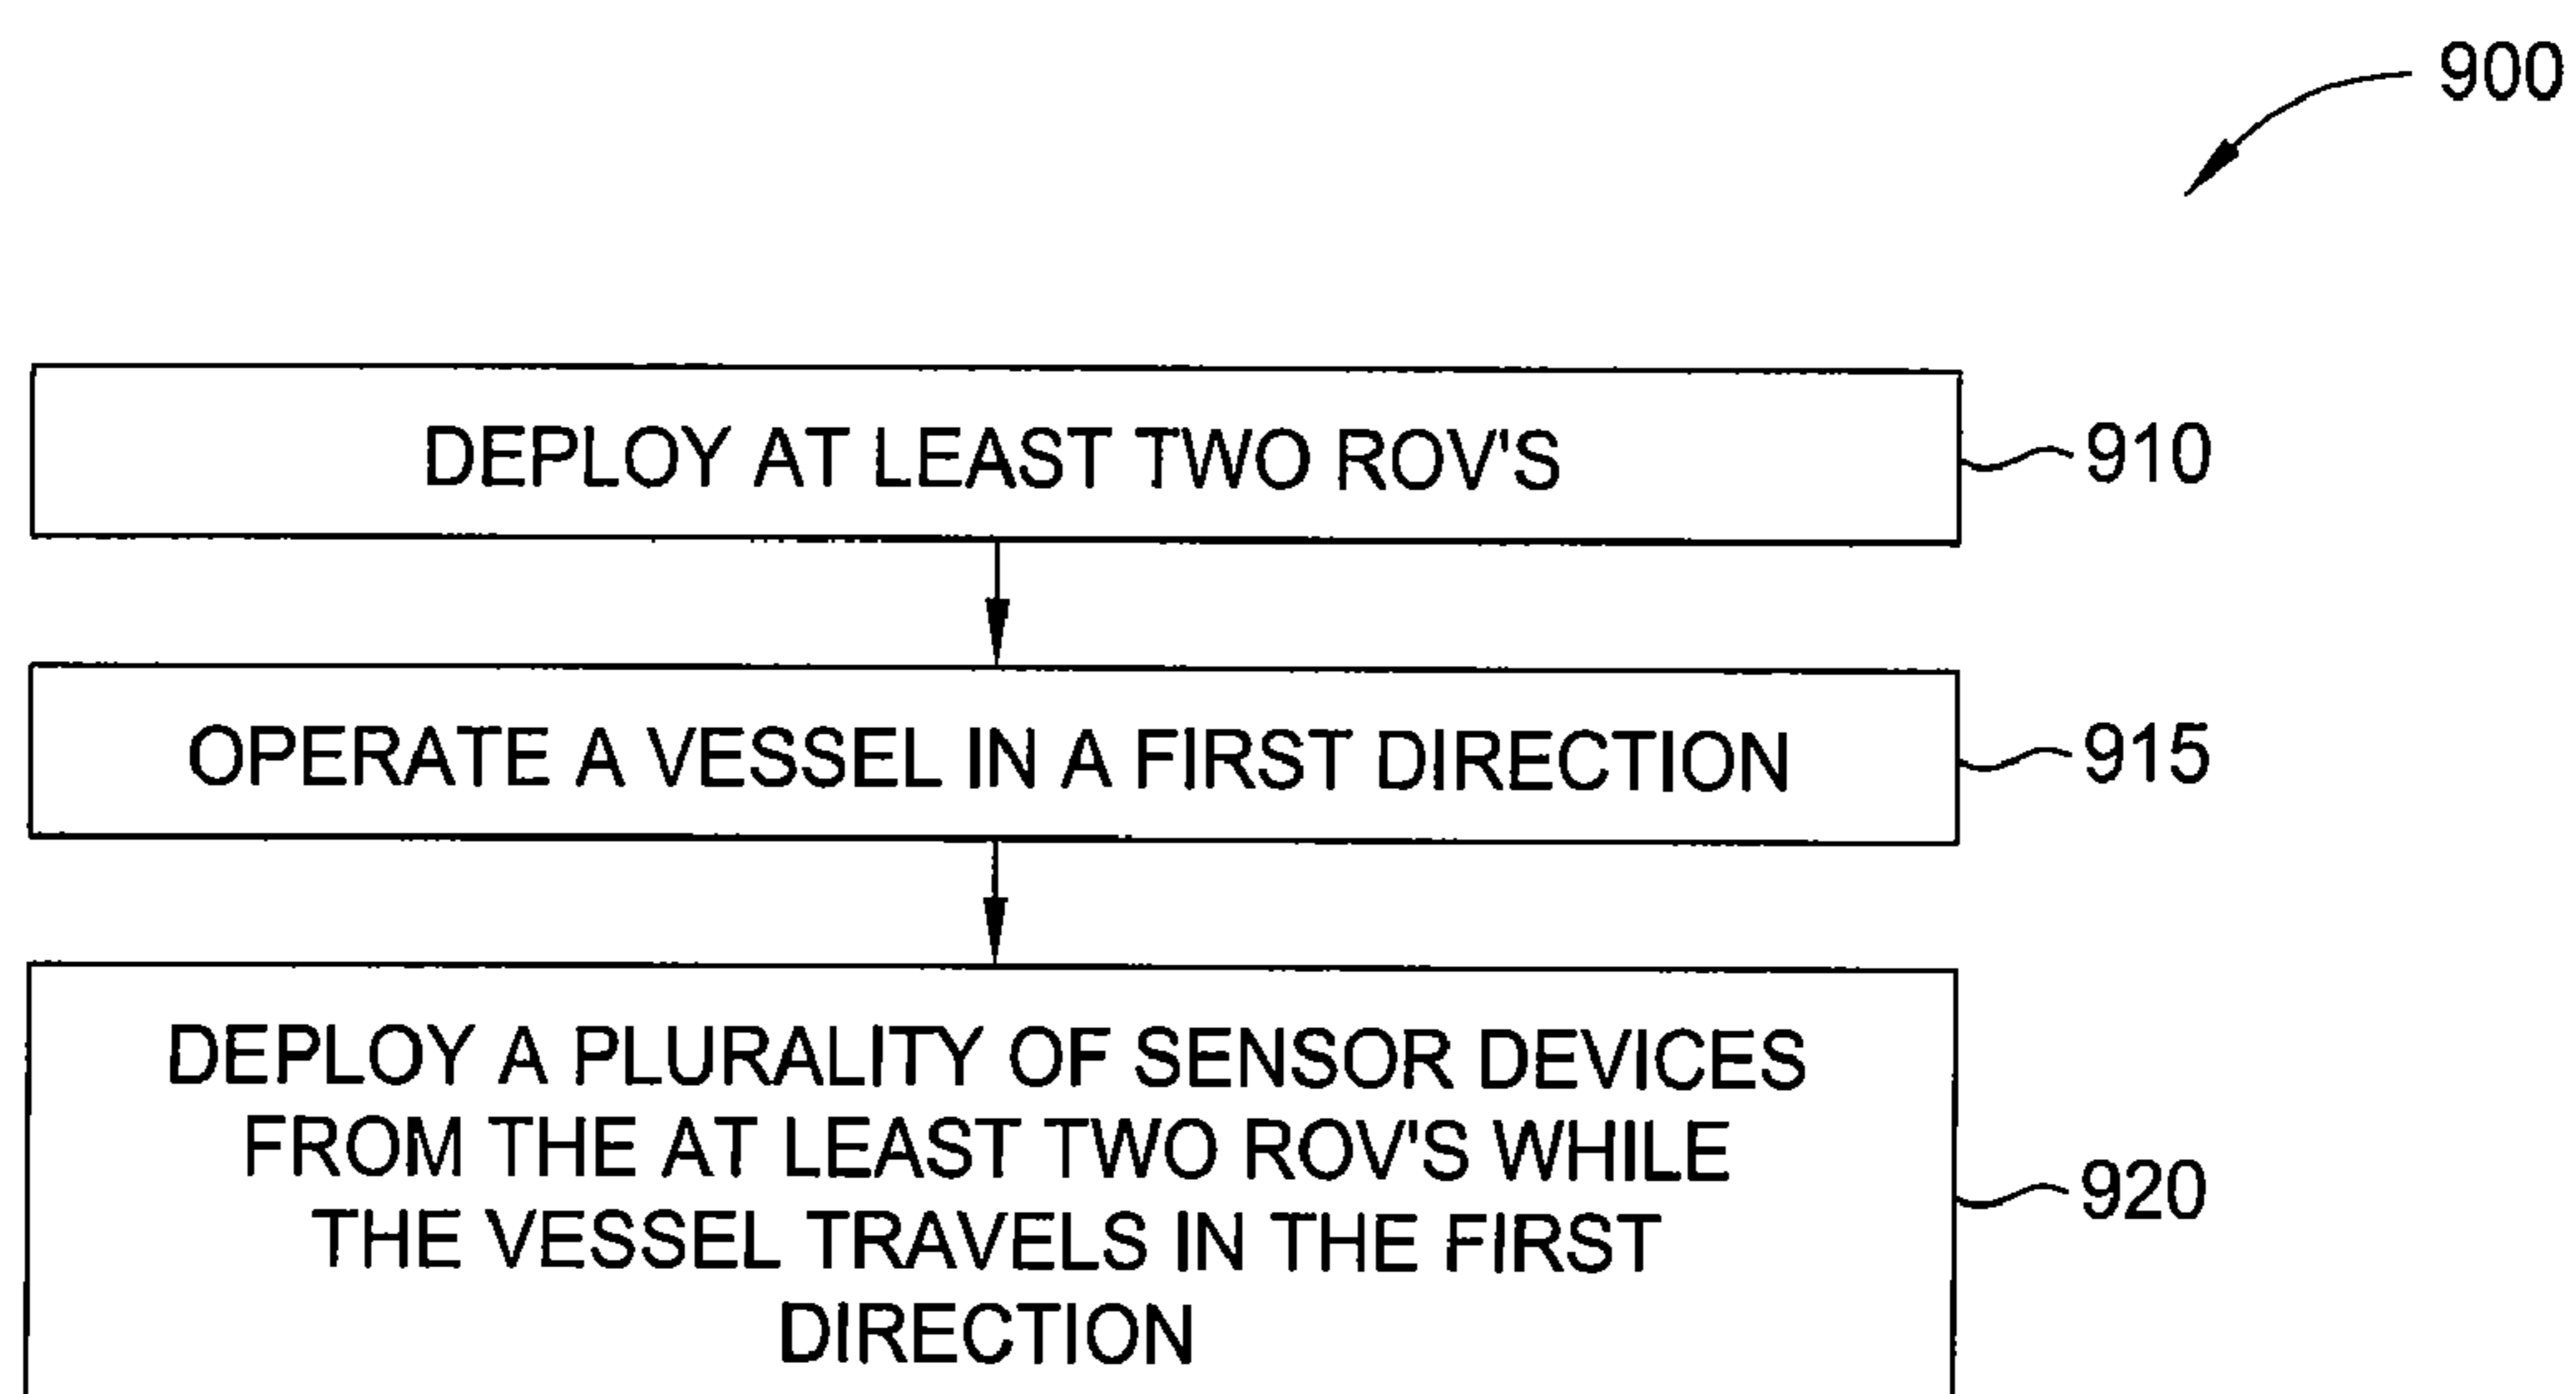 900
DEPLOY AT LEAST TWO ROV'S
910
OPERATE A VESSEL IN A FIRST DIRECTION
915
DEPLOY A PLURALITY OF SENSOR DEVICES
FROM THE AT LEAST TWO ROV'S WHILE
THE VESSEL TRAVELS IN THE FIRST
DIRECTION
920